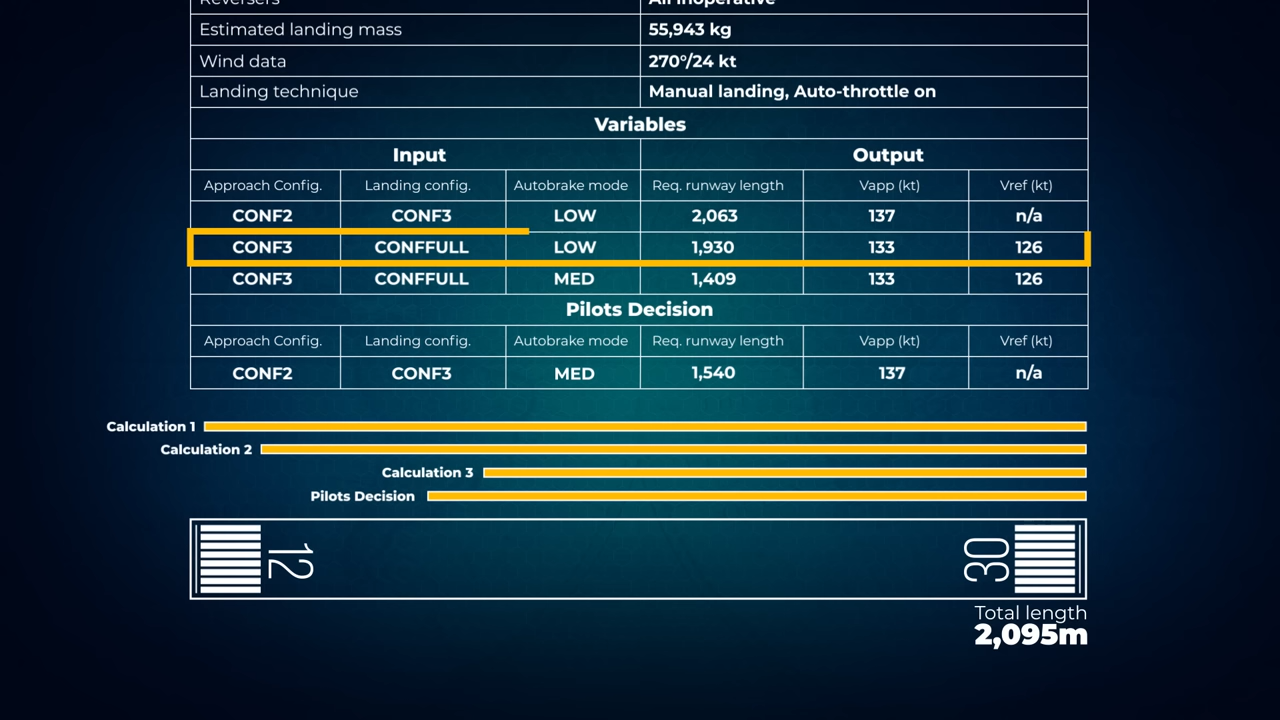 Reversers All inoperative
Estimated landing mass 55,943 kg
Wind data 270°/24 kt
Landing technique Manual landing, Auto-throttle on
Variables
Input Output
Approach Config. Landing config. Autobrake mode Req. runway length Vapp (kt) Vref (kt)
CONF2 CONF3 LOW 2,063 137 n/a
CONF3 CONFFULL LOW 1,930 133 126
CONF3 CONFFULL MED 1,409 133 126
Pilots Decision
Approach Config. Landing config. Autobrake mode Req. runway length Vapp (kt) Vref (kt)
CONF2 CONF3 MED 1,540 137 n/a
Calculation 1
Calculation 2
Calculation 3
Pilots Decision
12 30
Total length
2,095m